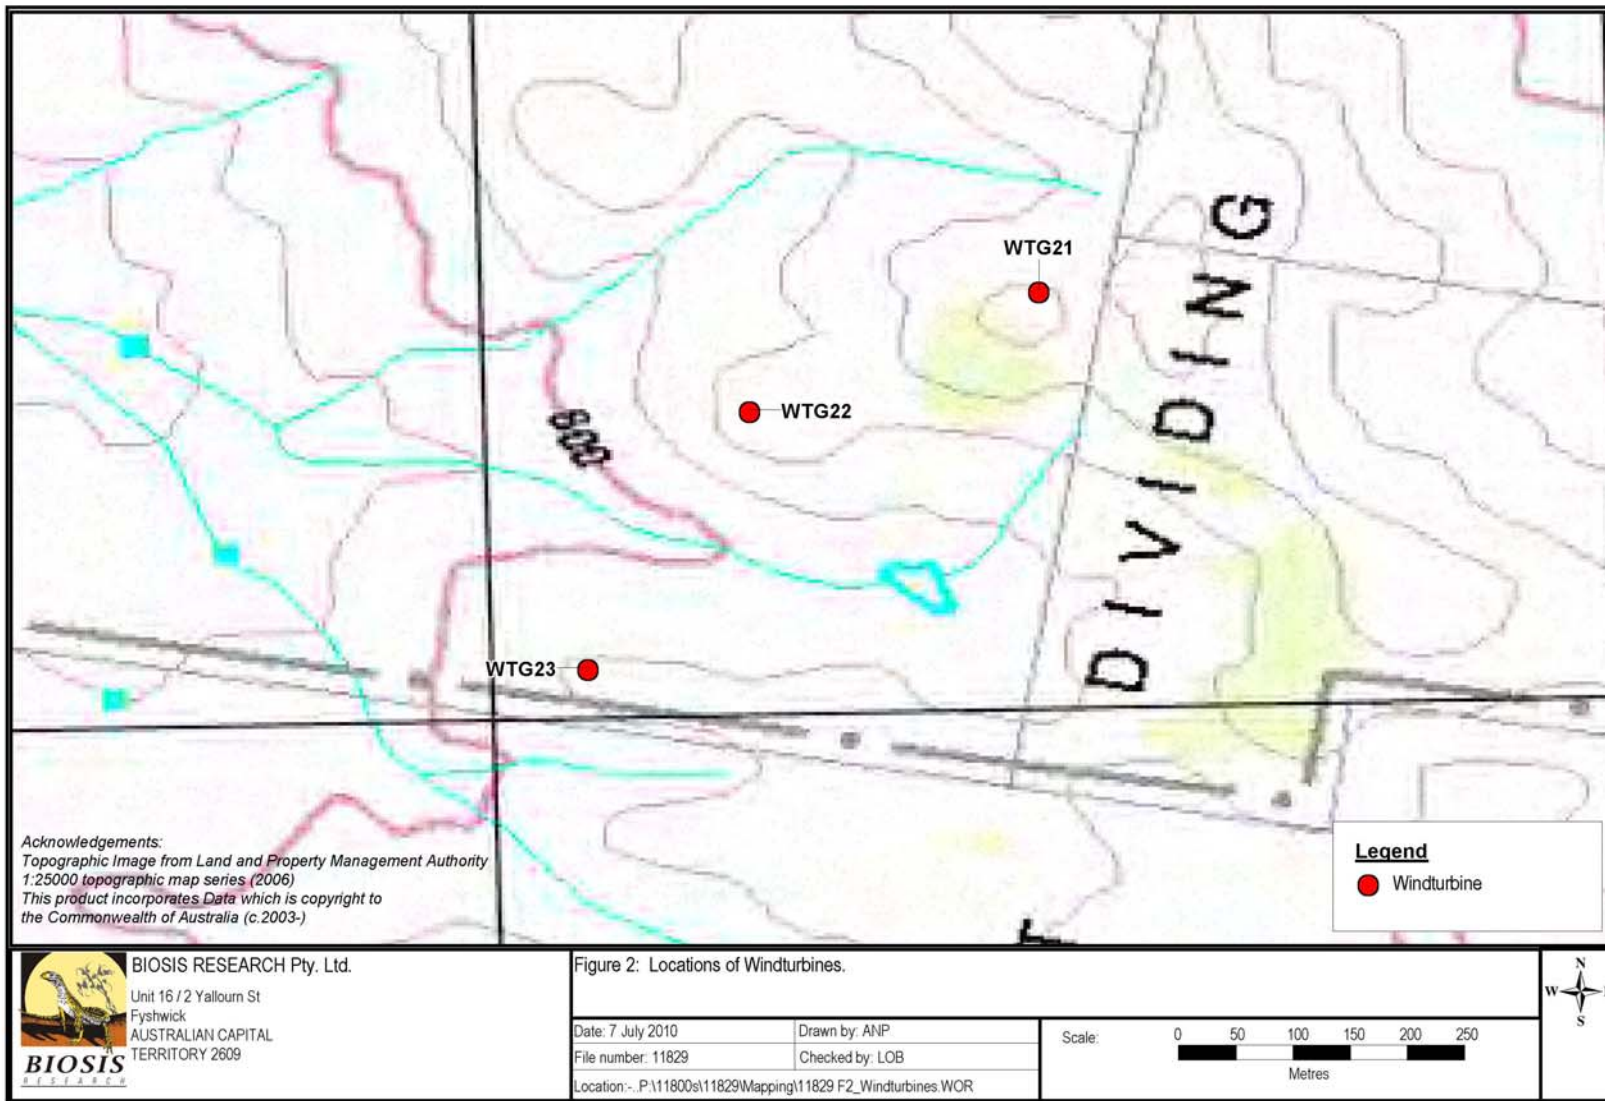 WTG21
WTG22
WTG23
600
DIVIDING
Acknowledgements:
Topographic Image from Land and Property Management Authority
1:25000 topographic map series (2006)
This product incorporates Data which is copyright to
the Commonwealth of Australia (c.2003-)
Legend
Windturbine
BIOSIS RESEARCH Pty. Ltd.
Unit 16 / 2 Yallourn St
Fyshwick
AUSTRALIAN CAPITAL
TERRITORY 2609
BIOSIS
RESEARCH
Figure 2: Locations of Windturbines.
Date: 7 July 2010
Drawn by: ANP
File number: 11829
Checked by: LOB
Location:-..P:\11800s\11829\Mapping\11829 F2_Windturbines.WOR
Scale:
0 50 100 150 200 250
Metres
N
W
S